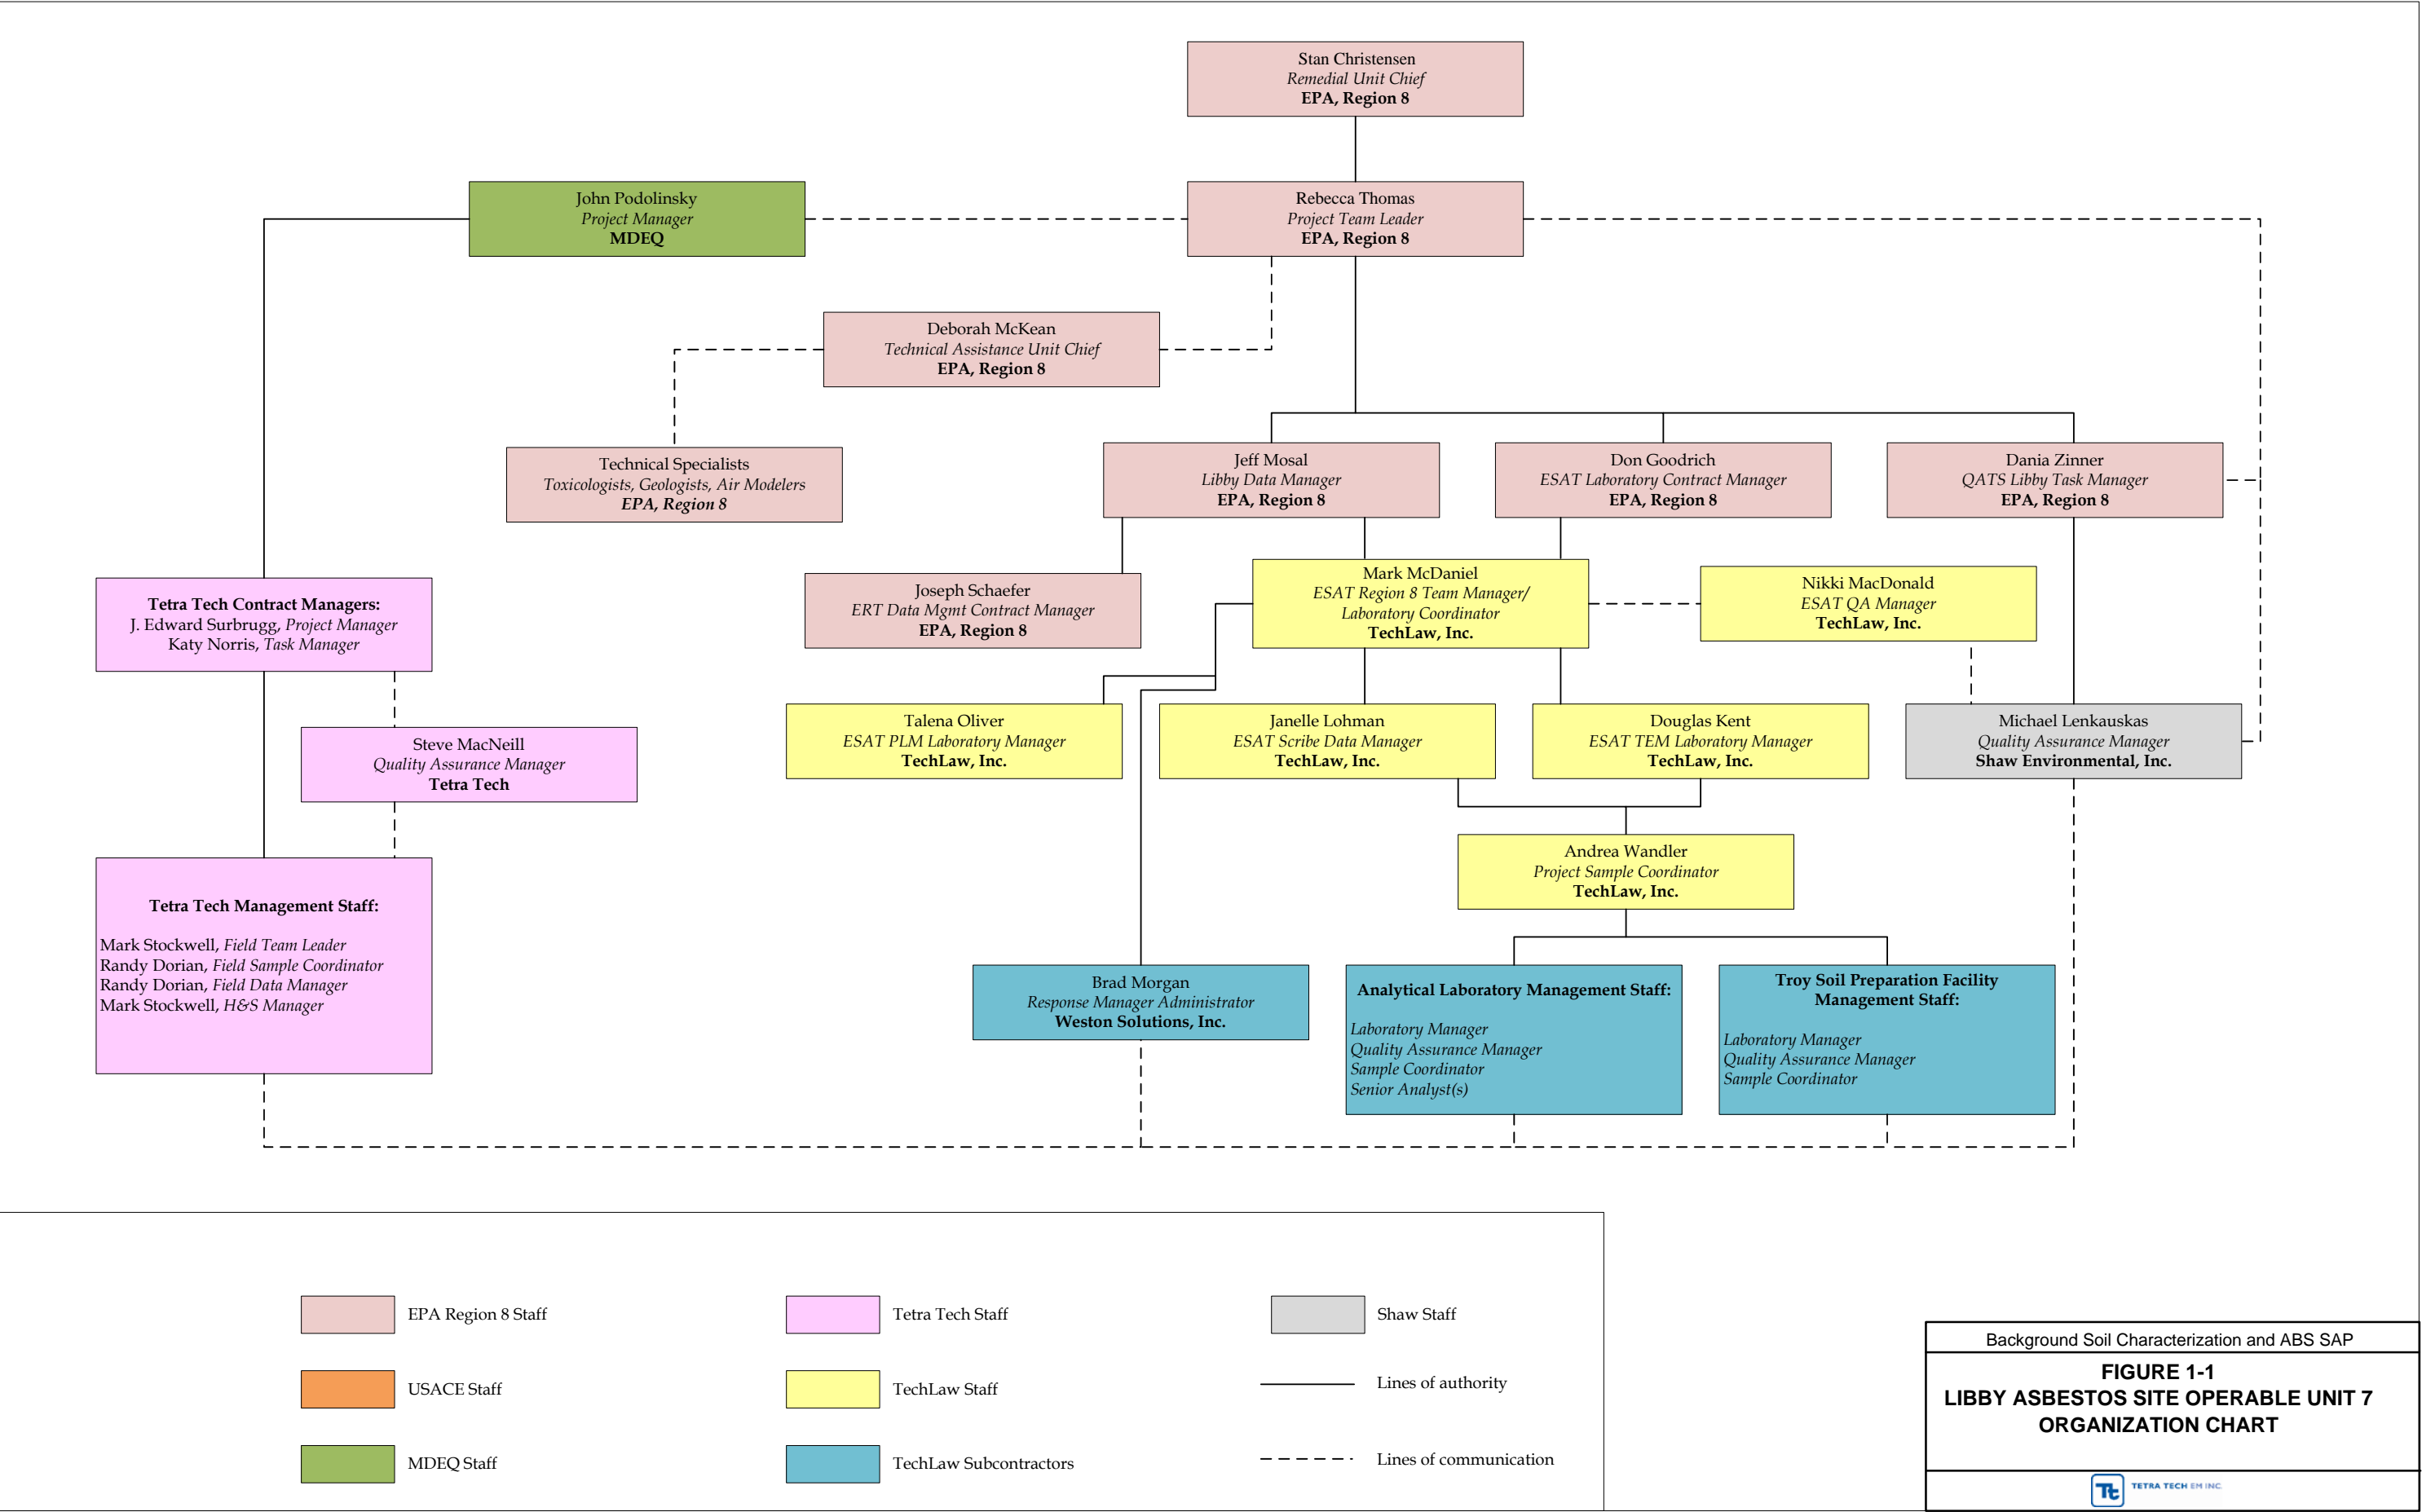 Stan Christensen
Remedial Unit Chief
EPA, Region 8
John Podolinsky
Project Manager
MDEQ
Rebecca Thomas
Project Team Leader
EPA, Region 8
Deborah McKean
Technical Assistance Unit Chief
EPA, Region 8
Technical Specialists
Toxicologists, Geologists, Air Modelers
EPA, Region 8
Jeff Mosal
Libby Data Manager
EPA, Region 8
Don Goodrich
ESAT Laboratory Contract Manager
EPA, Region 8
Dania Zinner
QATS Libby Task Manager
EPA, Region 8
Tetra Tech Contract Managers:
J. Edward Surbrugg, Project Manager
Katy Norris, Task Manager
Joseph Schaefer
ERT Data Mgmt Contract Manager
EPA, Region 8
Mark McDaniel
ESAT Region 8 Team Manager/
Laboratory Coordinator
TechLaw, Inc.
Nikki MacDonald
ESAT QA Manager
TechLaw, Inc.
Steve MacNeill
Quality Assurance Manager
Tetra Tech
Talena Oliver
ESAT PLM Laboratory Manager
TechLaw, Inc.
Janelle Lohman
ESAT Scribe Data Manager
TechLaw, Inc.
Douglas Kent
ESAT TEM Laboratory Manager
TechLaw, Inc.
Michael Lenkauskas
Quality Assurance Manager
Shaw Environmental, Inc.
Andrea Wandler
Project Sample Coordinator
TechLaw, Inc.
Tetra Tech Management Staff:
Mark Stockwell, Field Team Leader
Randy Dorian, Field Sample Coordinator
Randy Dorian, Field Data Manager
Mark Stockwell, H&S Manager
Brad Morgan
Response Manager Administrator
Weston Solutions, Inc.
Analytical Laboratory Management Staff:
Laboratory Manager
Quality Assurance Manager
Sample Coordinator
Senior Analyst(s)
Troy Soil Preparation Facility
Management Staff:
Laboratory Manager
Quality Assurance Manager
Sample Coordinator
EPA Region 8 Staff
Tetra Tech Staff
Shaw Staff
USACE Staff
TechLaw Staff
Lines of authority
MDEQ Staff
TechLaw Subcontractors
Lines of communication
Background Soil Characterization and ABS SAP
FIGURE 1-1
LIBBY ASBESTOS SITE OPERABLE UNIT 7
ORGANIZATION CHART
Tt TETRA TECH EM INC.